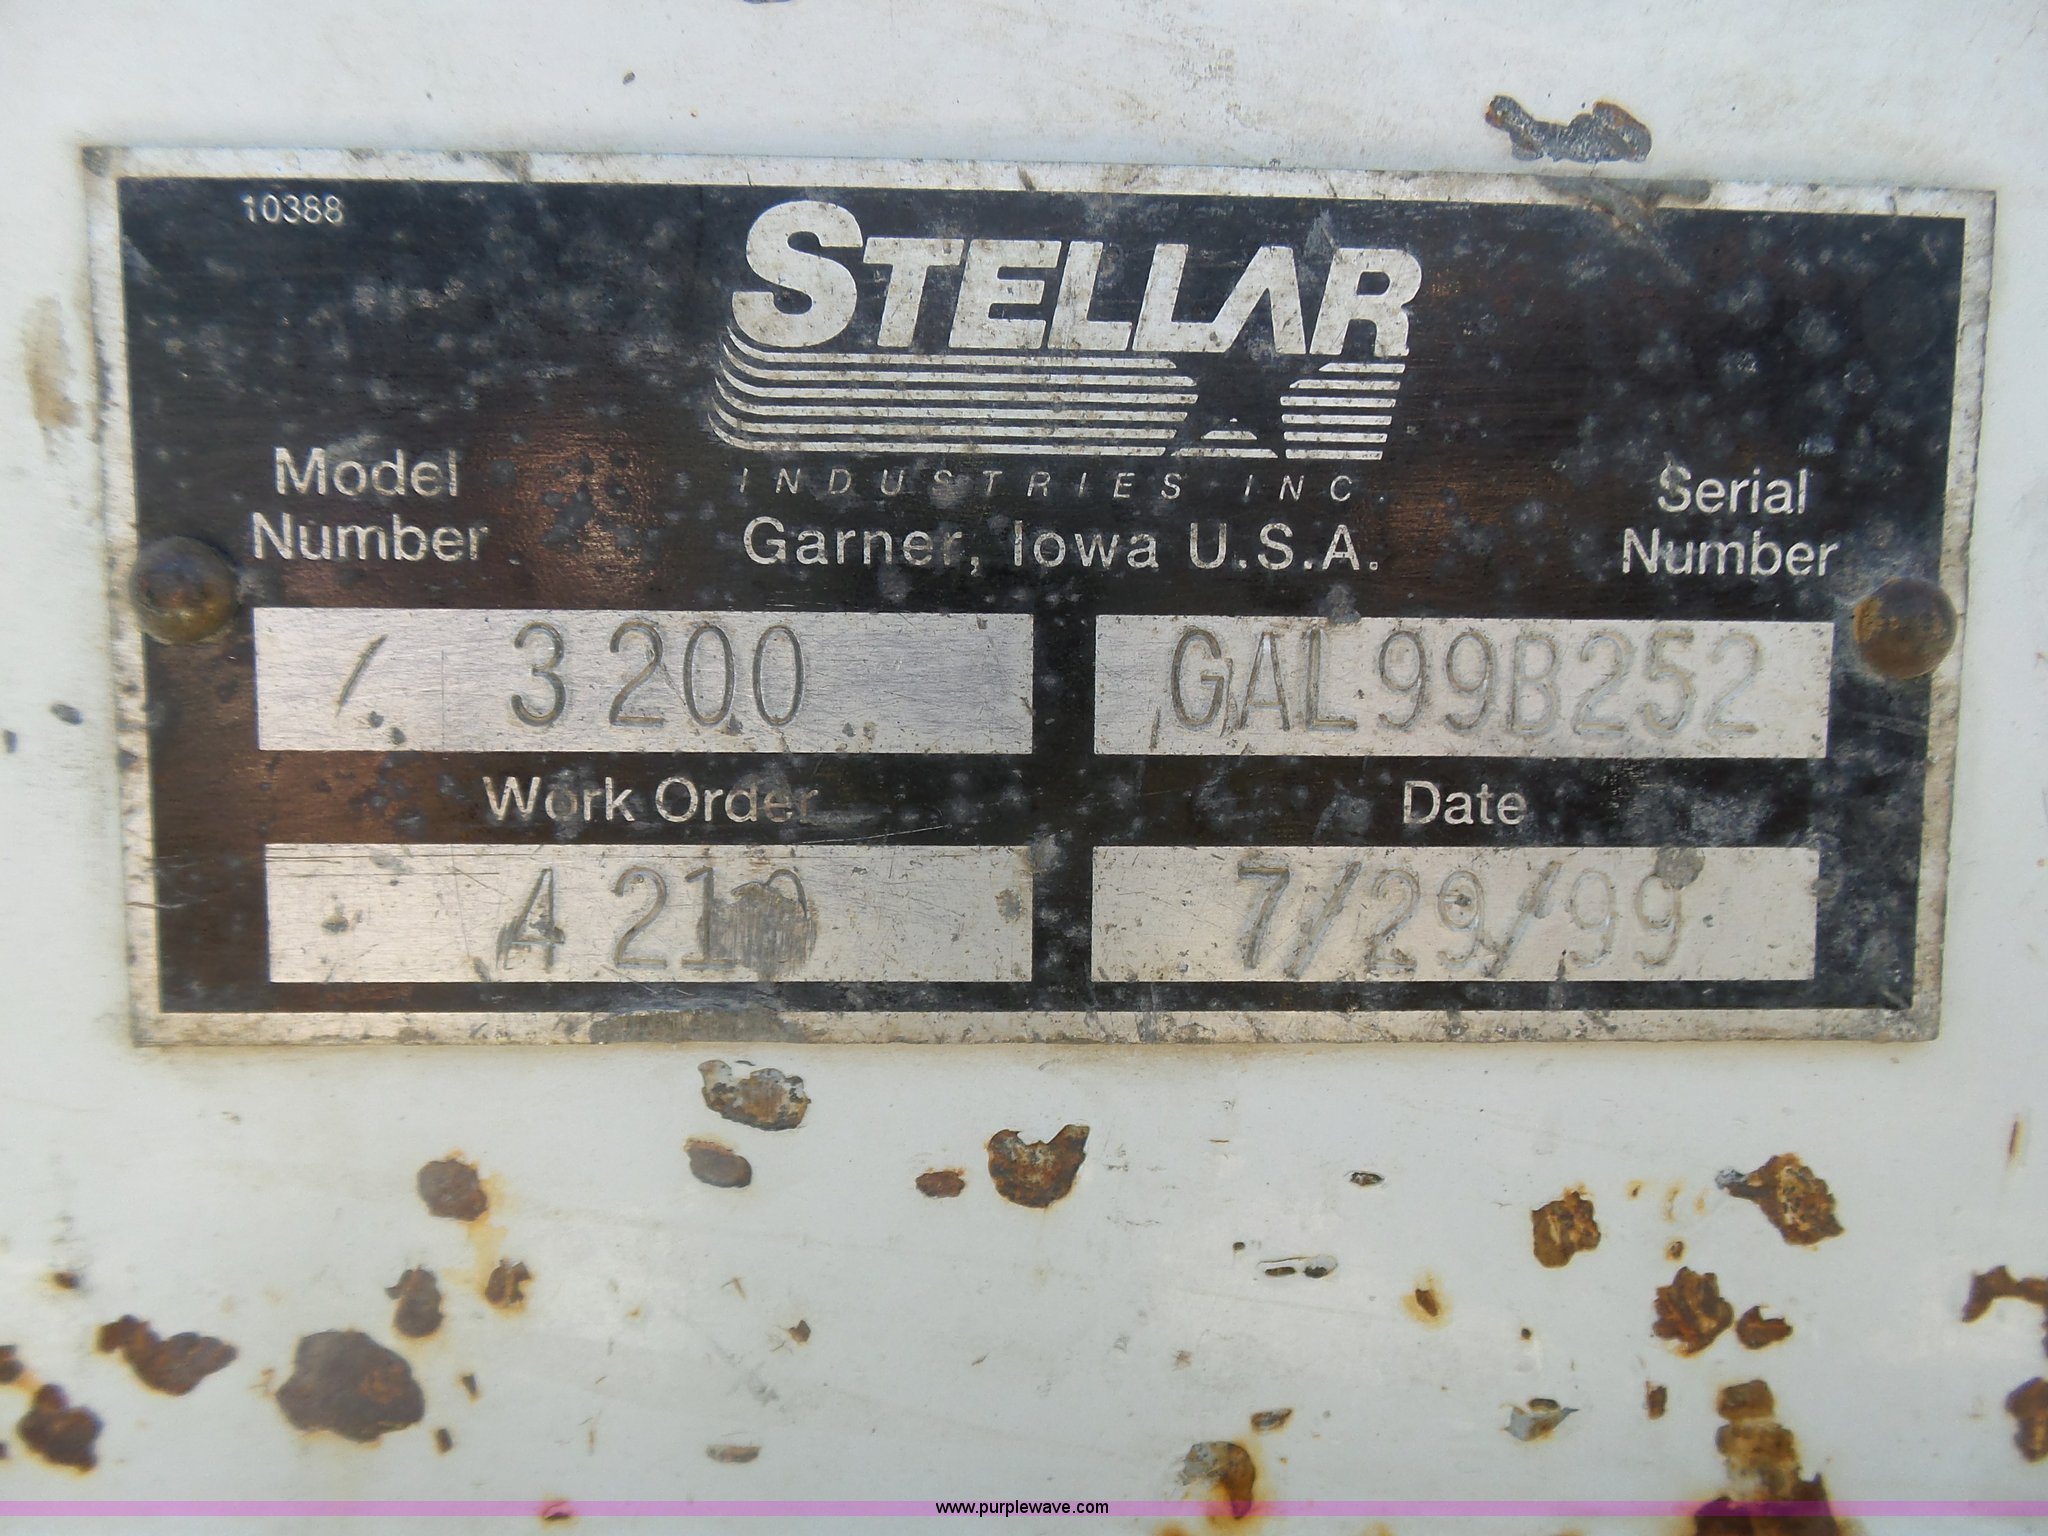 10388
STELLAR
INDUSTRIES INC.
Garner, Iowa U.S.A.
Model
Number
Serial
Number
3200
GAL99B252
Work Order
Date
7/29/99
www.purplewave.com